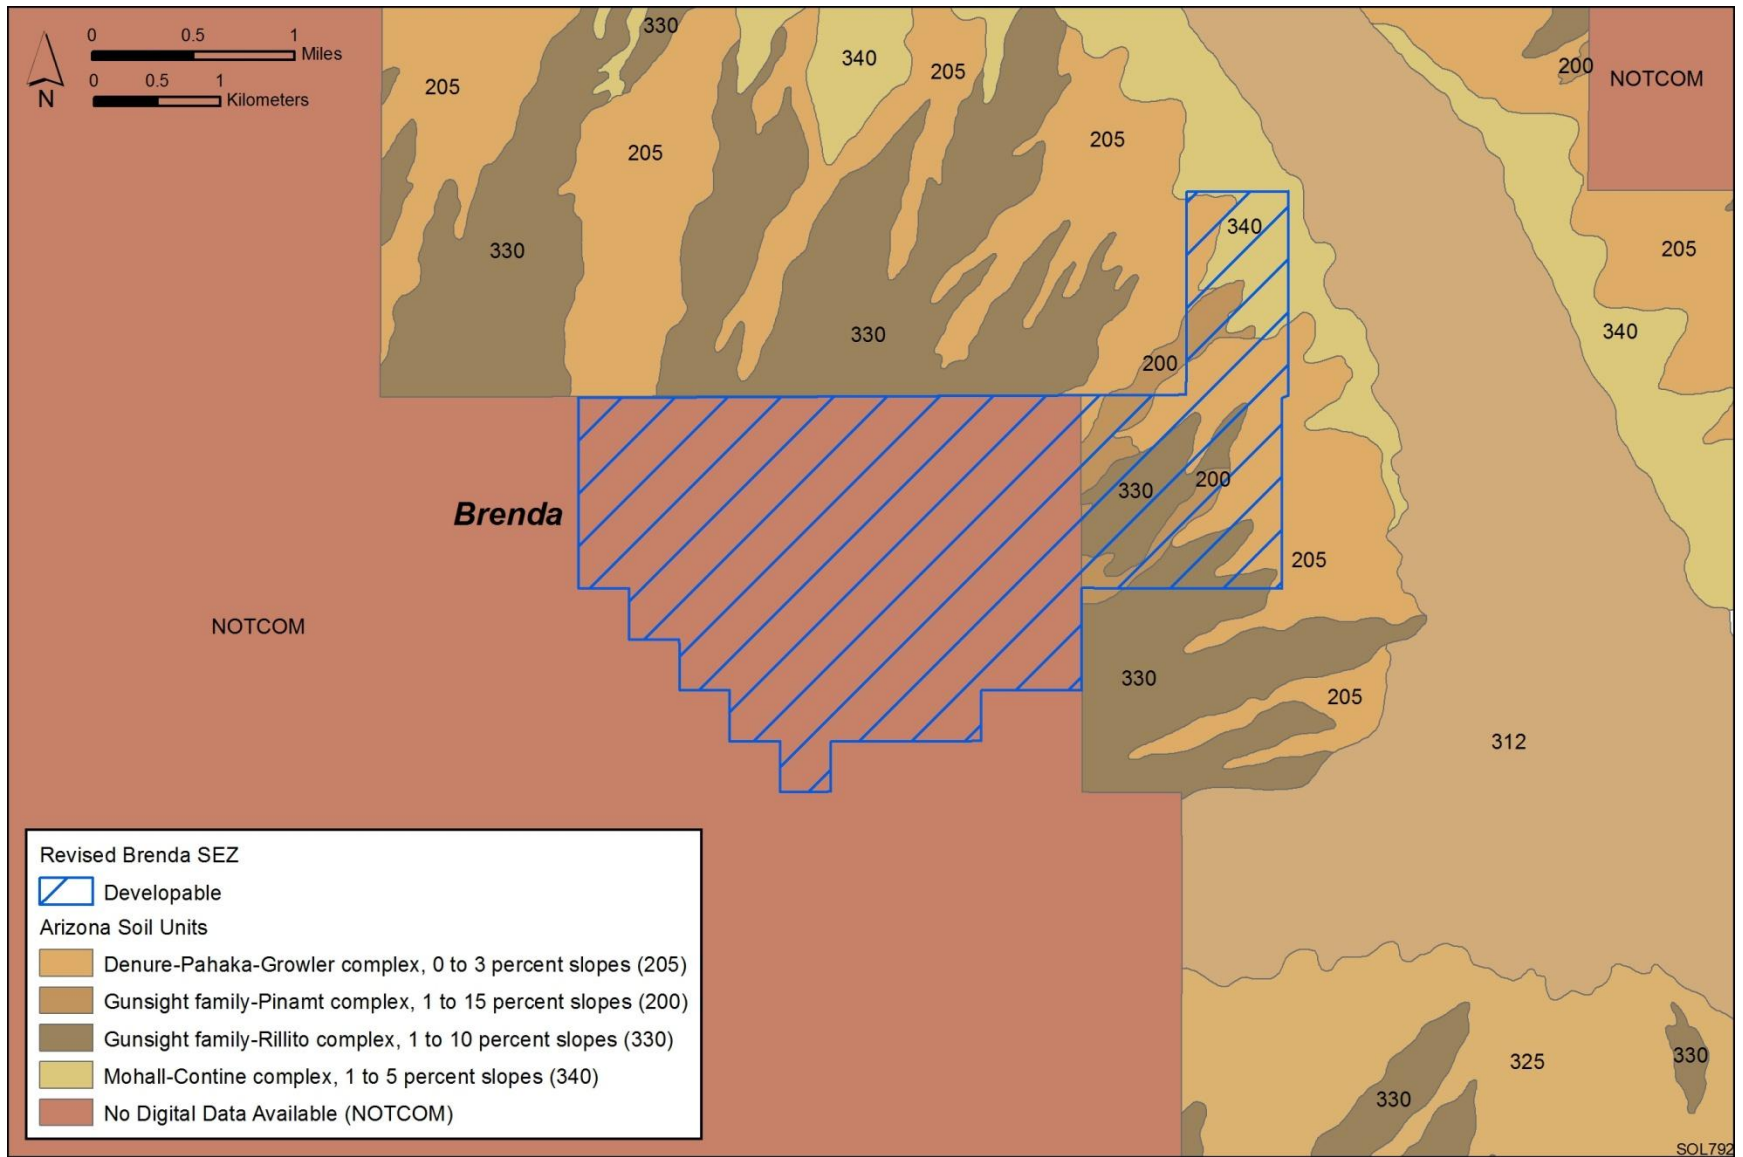 0 0.5 1
Miles
0 0.5 1
Kilometers
N
330
340
205
205
200
NOTCOM
205
205
340
205
330
330
340
200
Brenda
330
200
205
NOTCOM
330
205
312
325
330
330
Revised Brenda SEZ
Developable
Arizona Soil Units
Denure-Pahaka-Growler complex, 0 to 3 percent slopes (205)
Gunsight family-Pinamt complex, 1 to 15 percent slopes (200)
Gunsight family-Rillito complex, 1 to 10 percent slopes (330)
Mohall-Contine complex, 1 to 5 percent slopes (340)
No Digital Data Available (NOTCOM)
SOL792